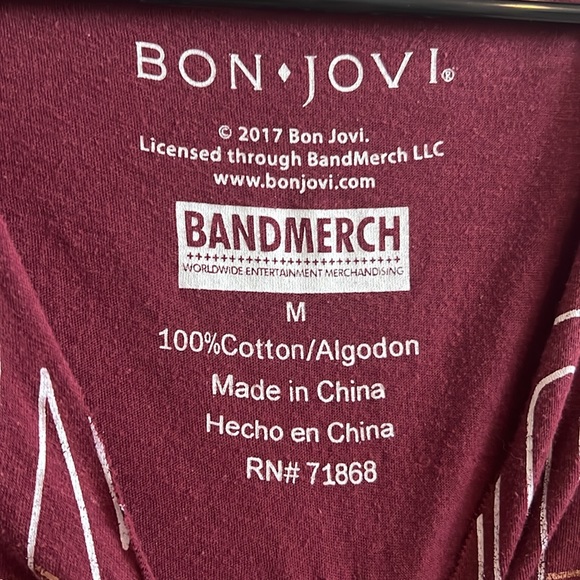 BON♦JOVI®
© 2017 Bon Jovi.
Licensed through BandMerch LLC
www.bonjovi.com
BANDMERCH
WORLDWIDE ENTERTAINMENT MERCHANDISING
M
100%Cotton/Algodon
Made in China
Hecho en China
RN# 71868